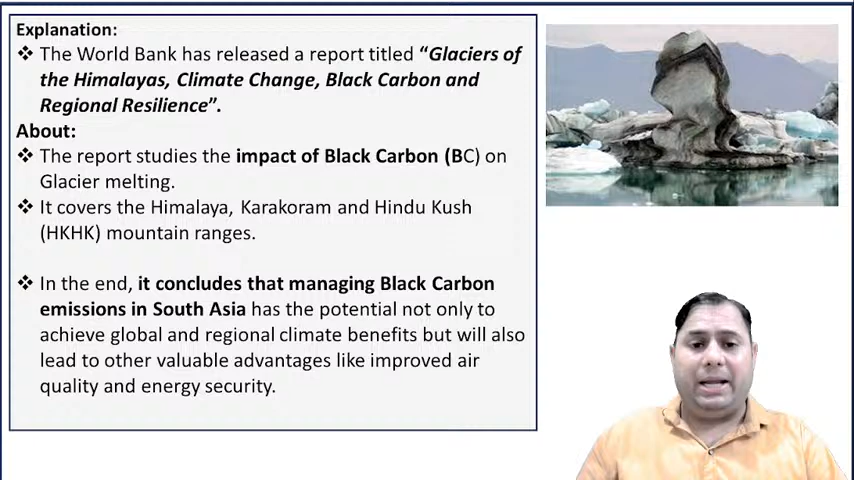 Explanation:
❖ The World Bank has released a report titled “Glaciers of
the Himalayas, Climate Change, Black Carbon and
Regional Resilience”.
About:
❖ The report studies the impact of Black Carbon (BC) on
Glacier melting.
❖ It covers the Himalaya, Karakoram and Hindu Kush
(HKHK) mountain ranges.
❖ In the end, it concludes that managing Black Carbon
emissions in South Asia has the potential not only to
achieve global and regional climate benefits but will also
lead to other valuable advantages like improved air
quality and energy security.